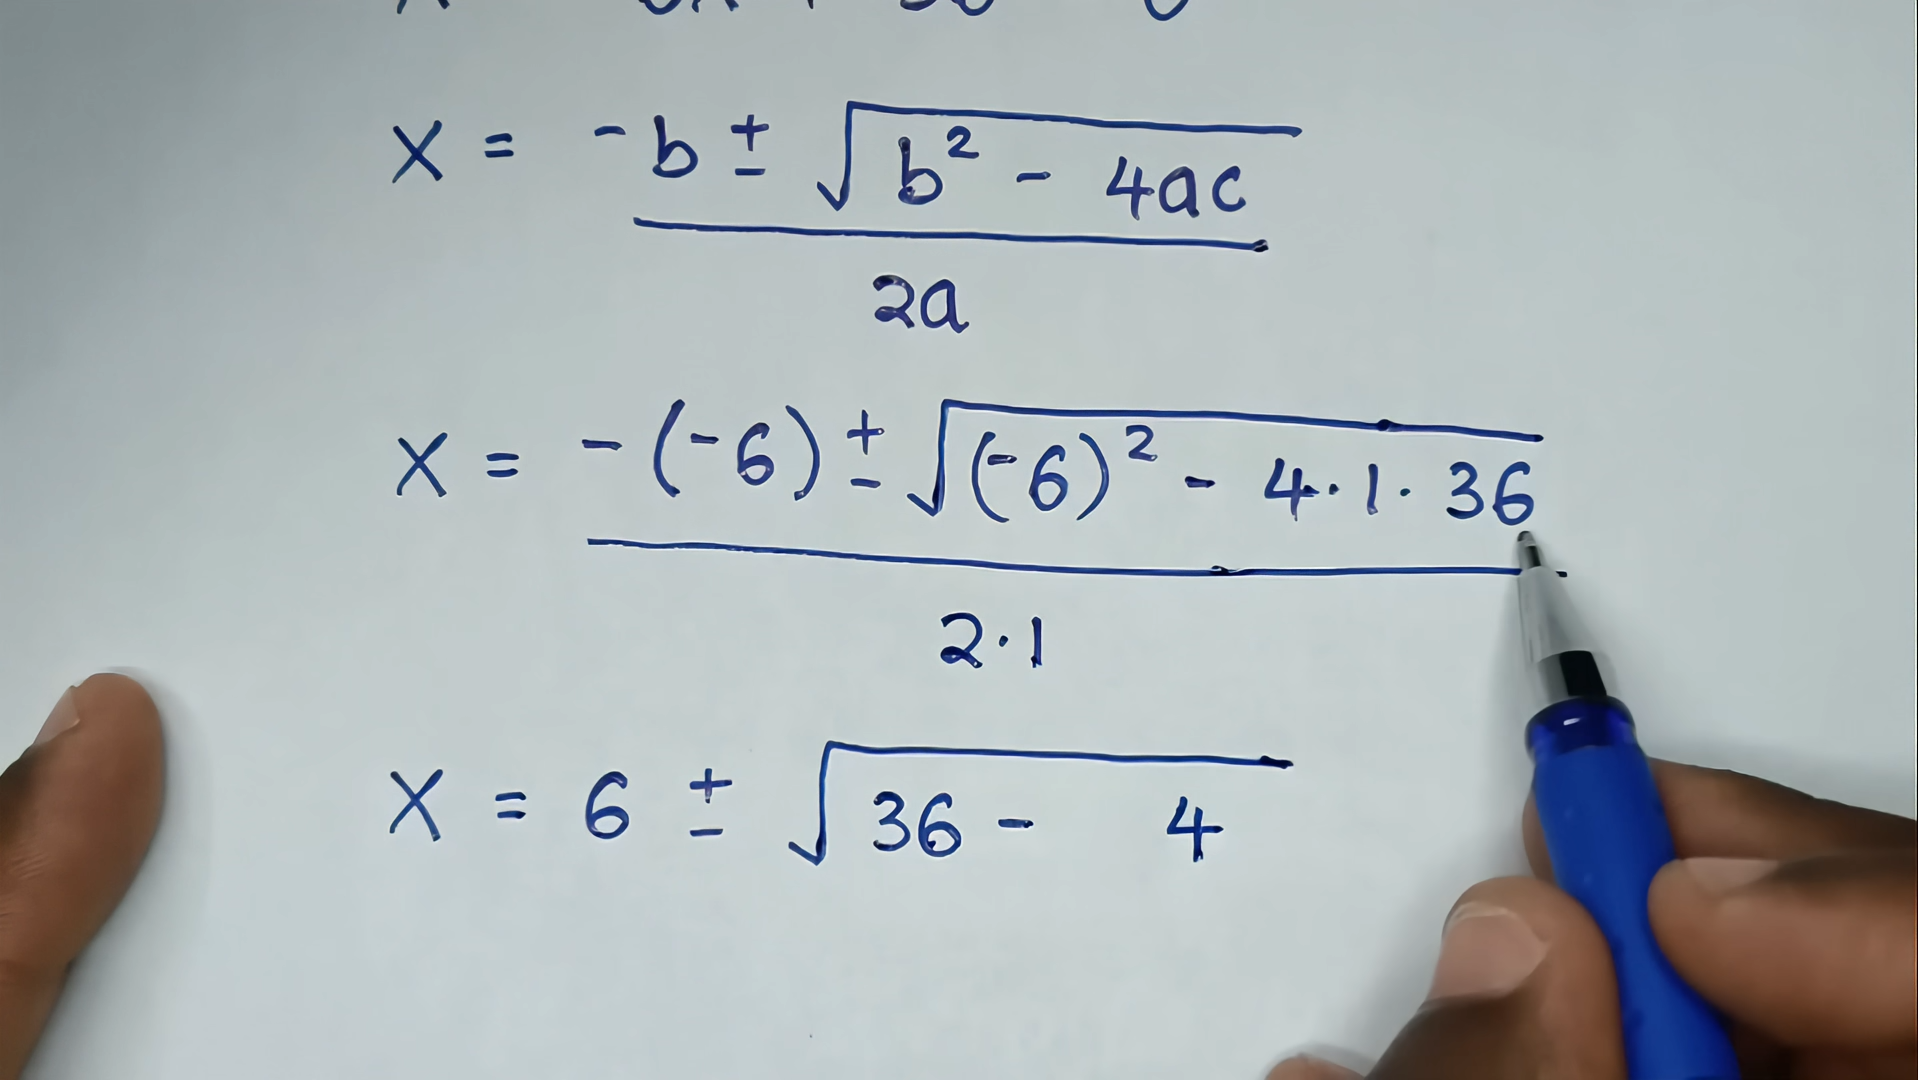 x = -b ± √(b² - 4ac)
2a
x = -(-6) ± √((-6)² - 4·1·36)
2·1
x = 6 ± √(36 - 4